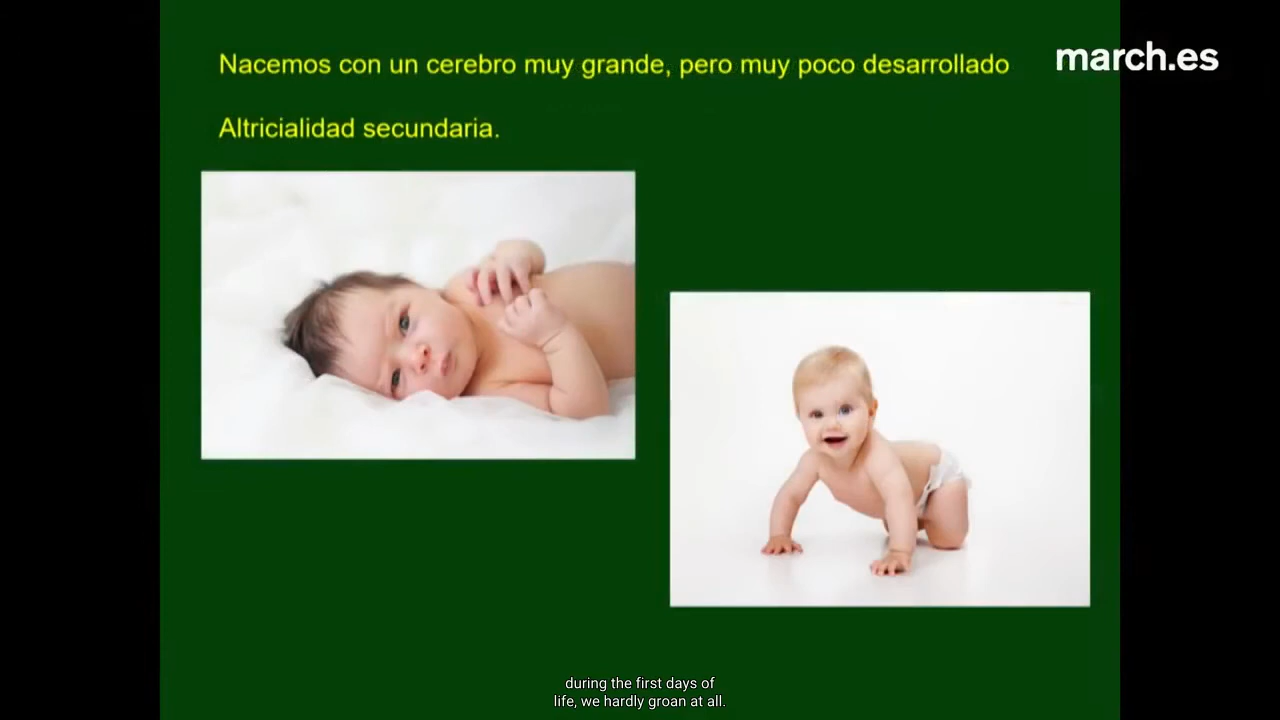 Nacemos con un cerebro muy grande, pero muy poco desarrollado
march.es
Altricialidad secundaria.
during the first days of
life, we hardly groan at all.